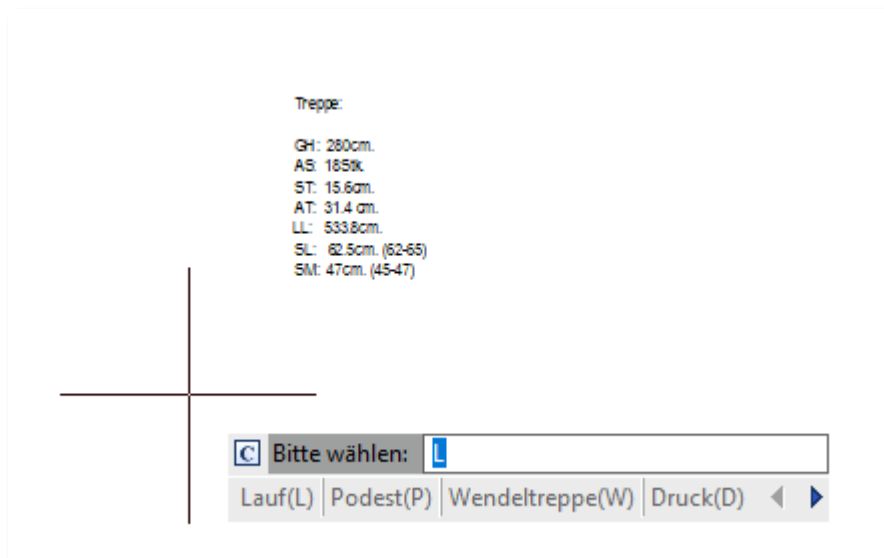 Treppe:
GH: 280cm.
AS: 18Stk.
ST: 15.6cm.
AT: 31.4 cm.
LL: 533.8cm.
SL: 62.5cm. (62-65)
SM: 47cm. (45-47)
C Bitte wählen: L
Lauf(L) Podest(P) Wendeltreppe(W) Druck(D)